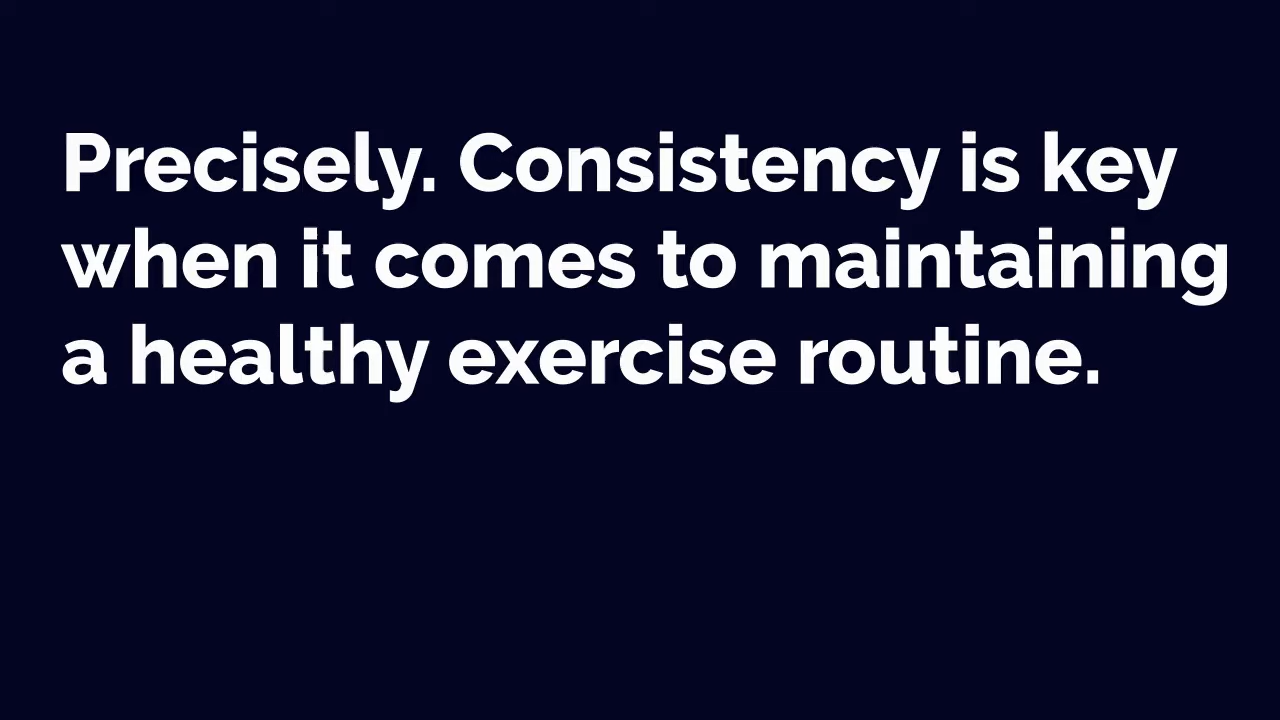 Precisely. Consistency is key
when it comes to maintaining
a healthy exercise routine.